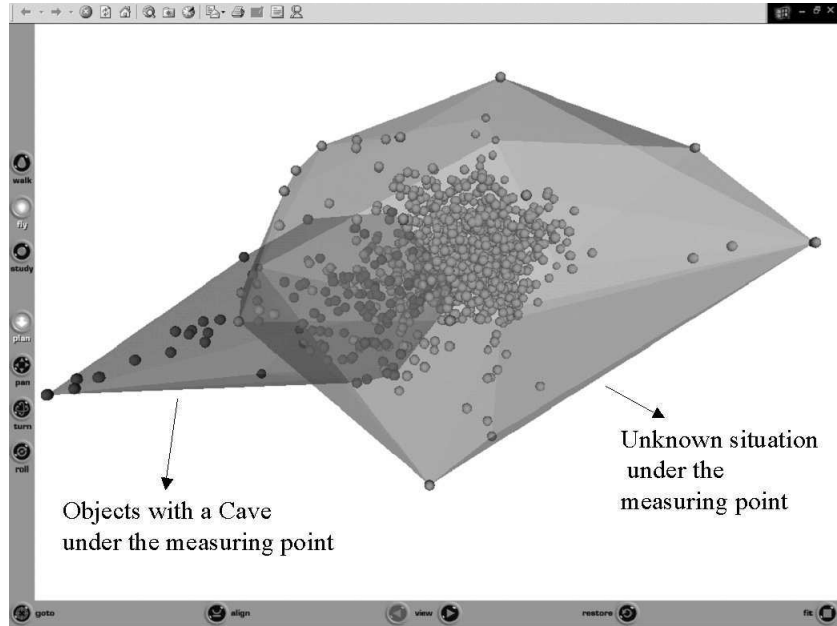 walk
fly
study
plan
pan
turn
roll
Objects with a Cave
under the measuring point
Unknown situation
under the
measuring point
goto
align
view
restore
fit